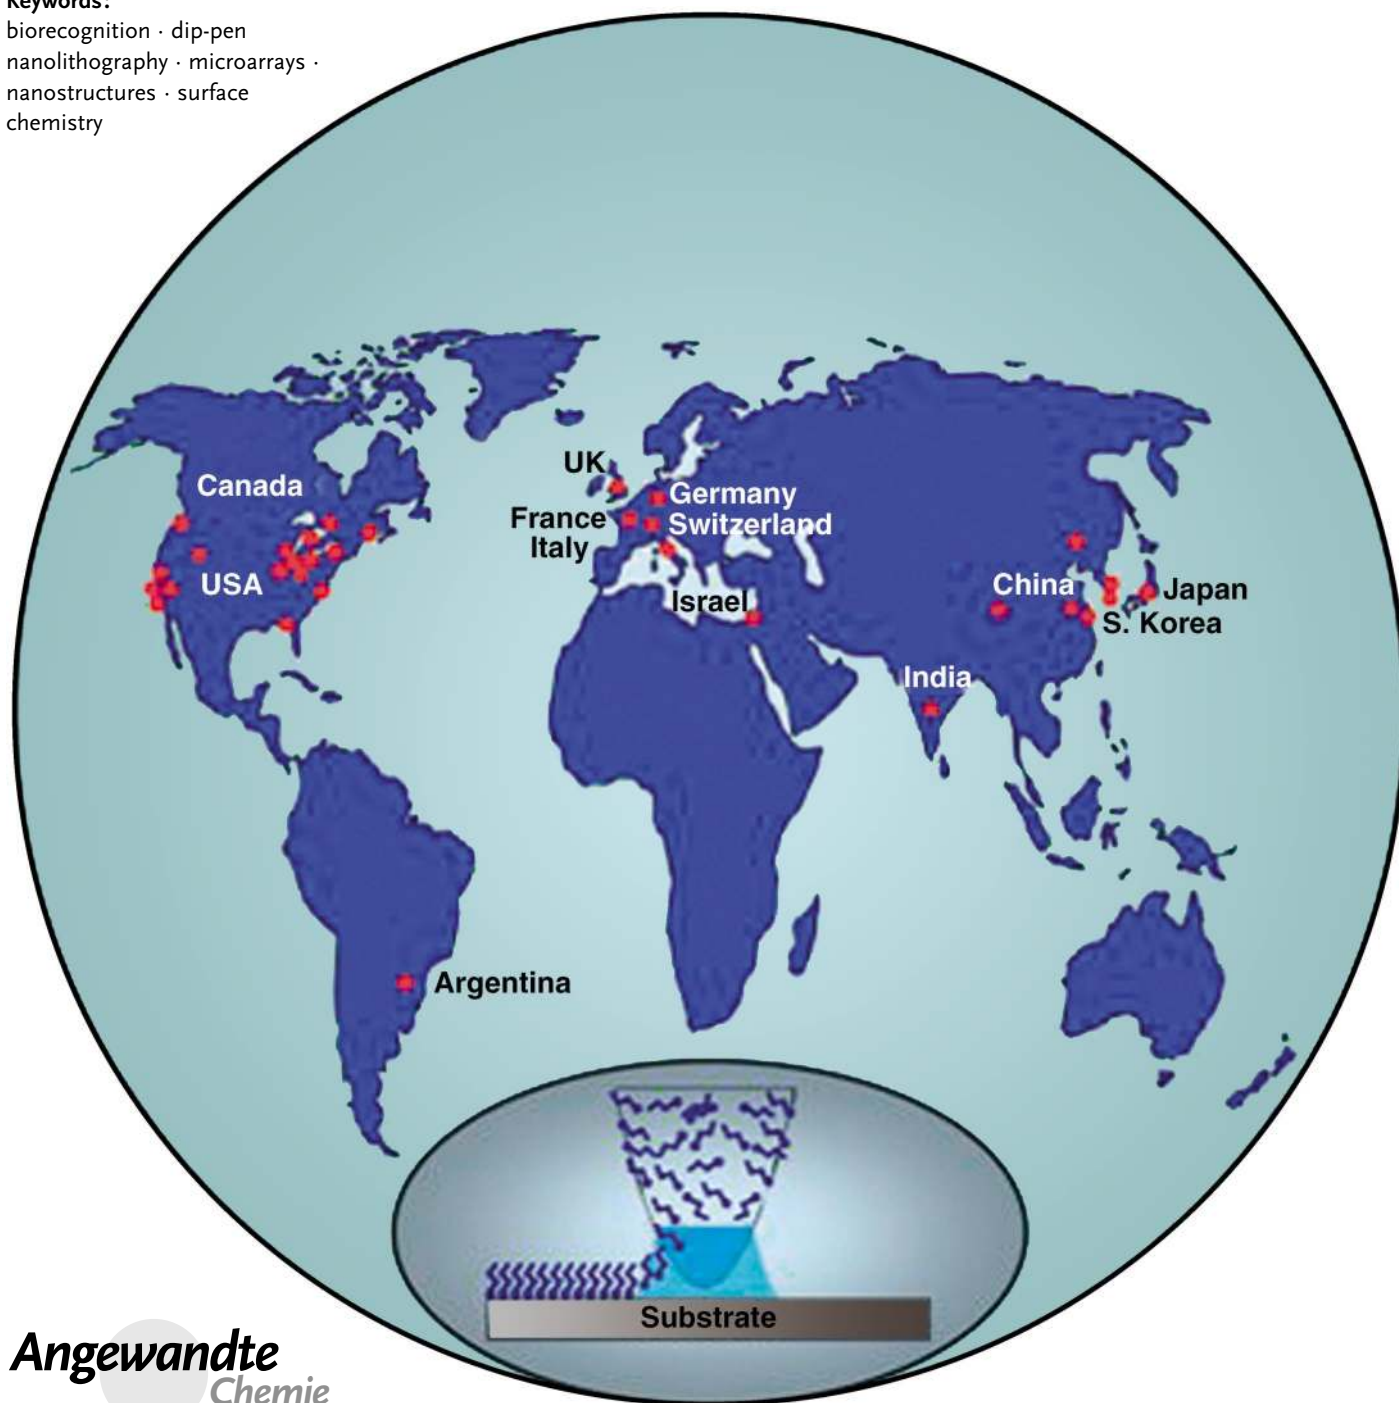 Keywords:
biorecognition · dip-pen
nanolithography · microarrays ·
nanostructures · surface
chemistry
UK
Canada
Germany
France
Switzerland
Italy
USA
China
Japan
Israel
S. Korea
India
Argentina
Substrate
Angewandte
Chemie